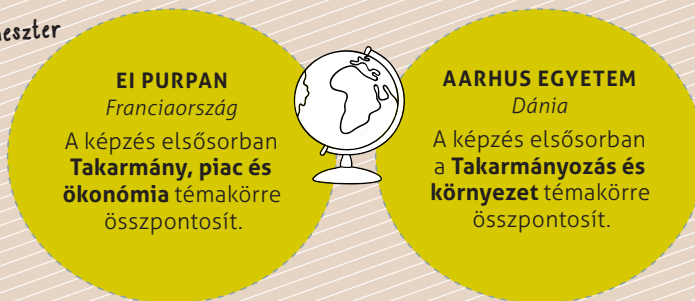 EI PURPAN
Franciaország
A képzés elsősorban
Takarmány, piac és
ökonómia témakörre
összpontosít.
AARHUS EGYETEM
Dánia
A képzés elsősorban
a Takarmányozás és
környezet témakörre
összpontosít.